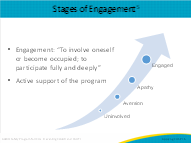 Stages of Engagement
Engagement: "To involve oneself
or become occupied; to
participate fully and deeply"
Active support of the program
Engaged
Apathy
Aversion
Uninvolved